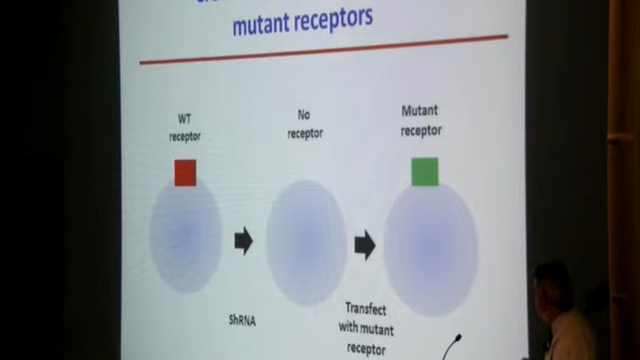 mutant receptors
WT
receptor
No
receptor
Mutant
receptor
ShRNA
Transfect
with mutant
receptor